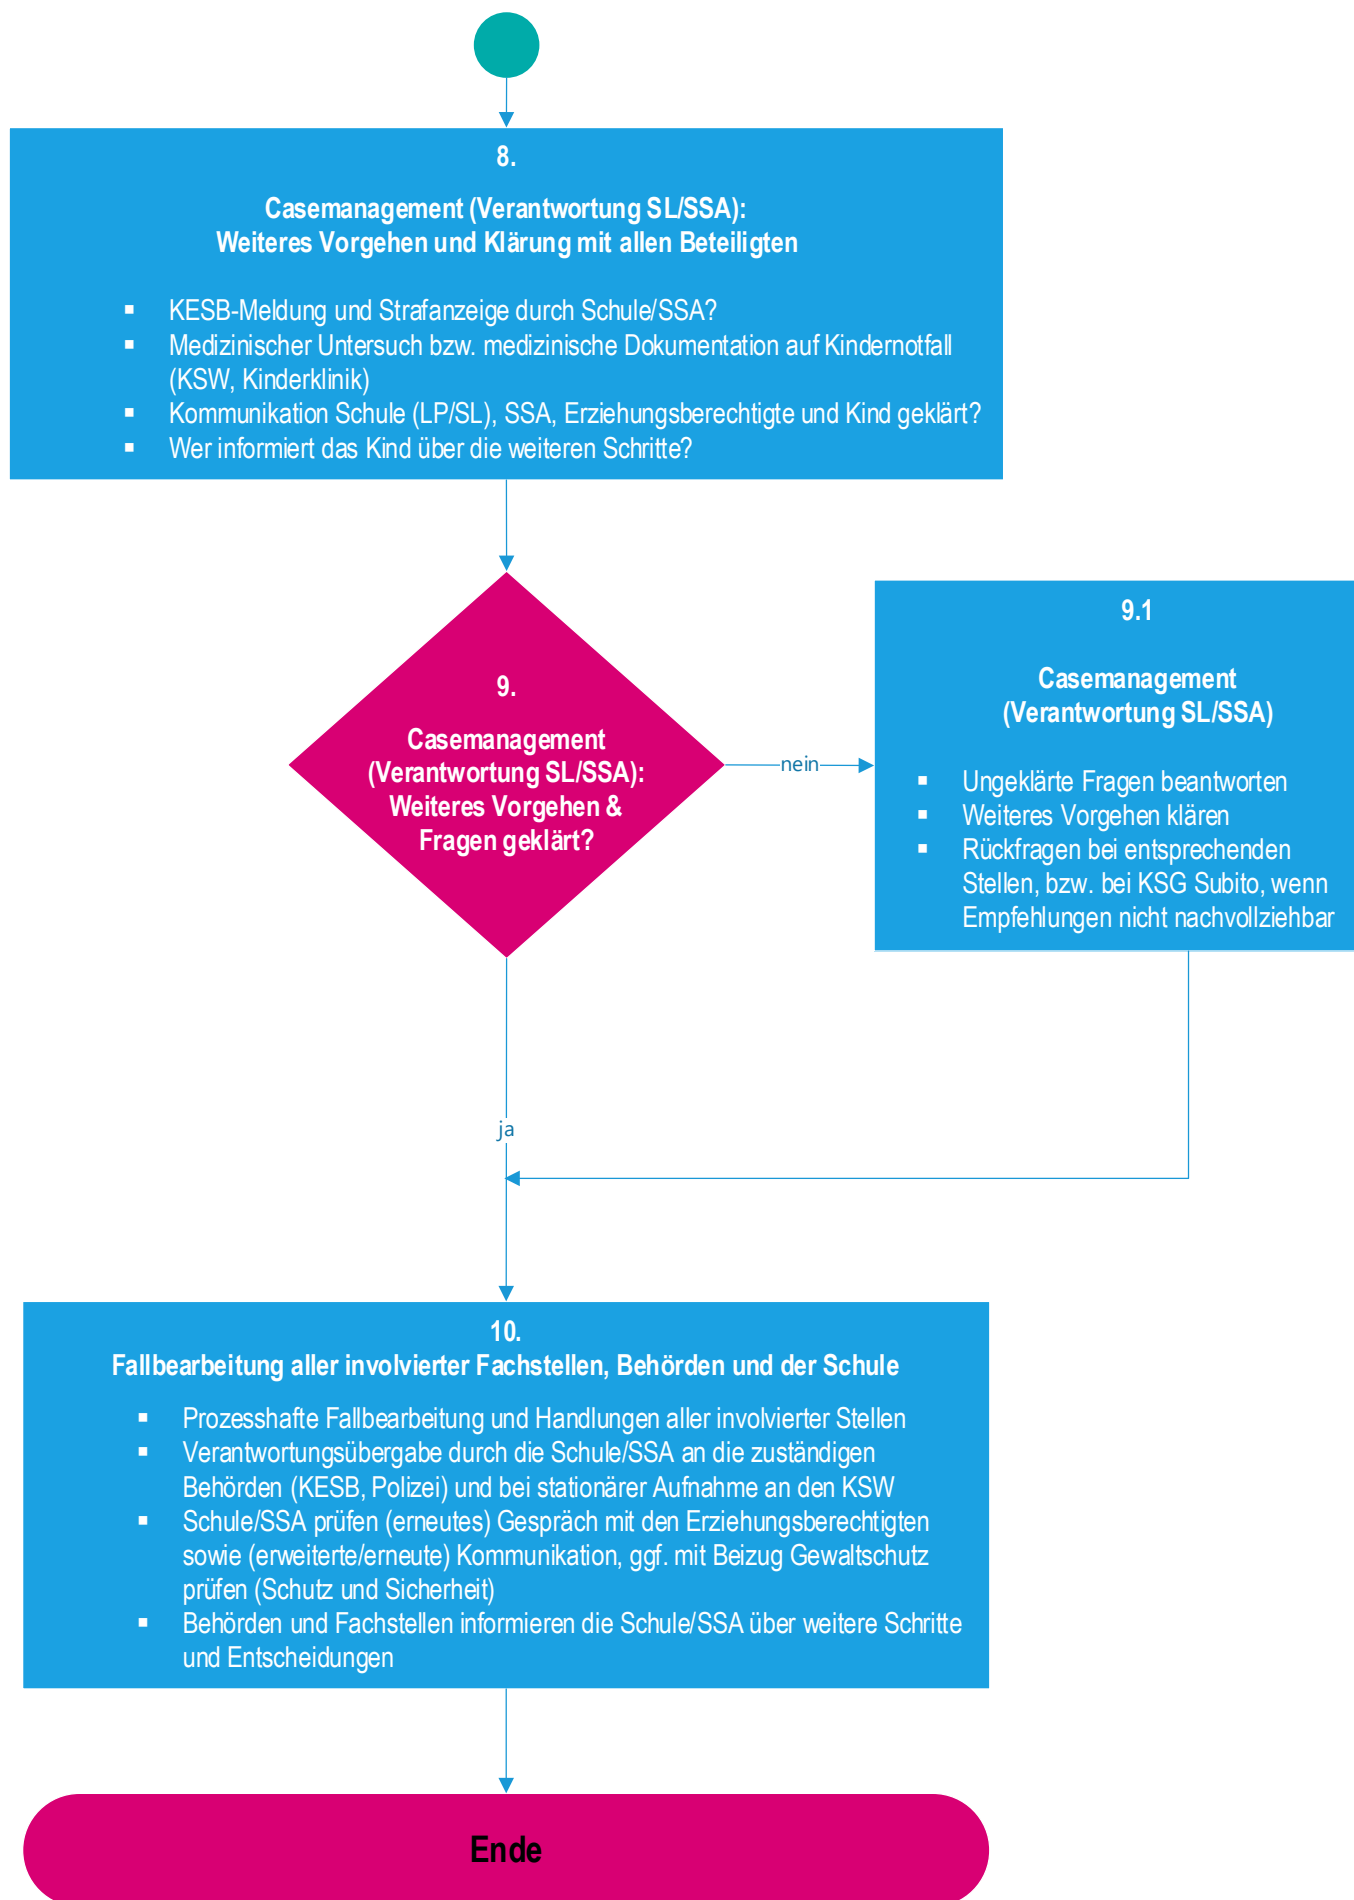 8.
Casemanagement (Verantwortung SL/SSA):
Weiteres Vorgehen und Klärung mit allen Beteiligten
▪ KESB-Meldung und Strafanzeige durch Schule/SSA?
▪ Medizinischer Untersuch bzw. medizinische Dokumentation auf Kindernotfall
(KSW, Kinderklinik)
▪ Kommunikation Schule (LP/SL), SSA, Erziehungsberechtigte und Kind geklärt?
▪ Wer informiert das Kind über die weiteren Schritte?
9.
Casemanagement
(Verantwortung SL/SSA):
Weiteres Vorgehen &
Fragen geklärt?
nein
9.1
Casemanagement
(Verantwortung SL/SSA)
▪ Ungeklärte Fragen beantworten
▪ Weiteres Vorgehen klären
▪ Rückfragen bei entsprechenden
Stellen, bzw. bei KSG Subito, wenn
Empfehlungen nicht nachvollziehbar
ja
10.
Fallbearbeitung aller involvierter Fachstellen, Behörden und der Schule
▪ Prozesshafte Fallbearbeitung und Handlungen aller involvierter Stellen
▪ Verantwortungsübergabe durch die Schule/SSA an die zuständigen
Behörden (KESB, Polizei) und bei stationärer Aufnahme an den KSW
▪ Schule/SSA prüfen (erneutes) Gespräch mit den Erziehungsberechtigten
sowie (erweiterte/erneute) Kommunikation, ggf. mit Beizug Gewaltschutz
prüfen (Schutz und Sicherheit)
▪ Behörden und Fachstellen informieren die Schule/SSA über weitere Schritte
und Entscheidungen
Ende